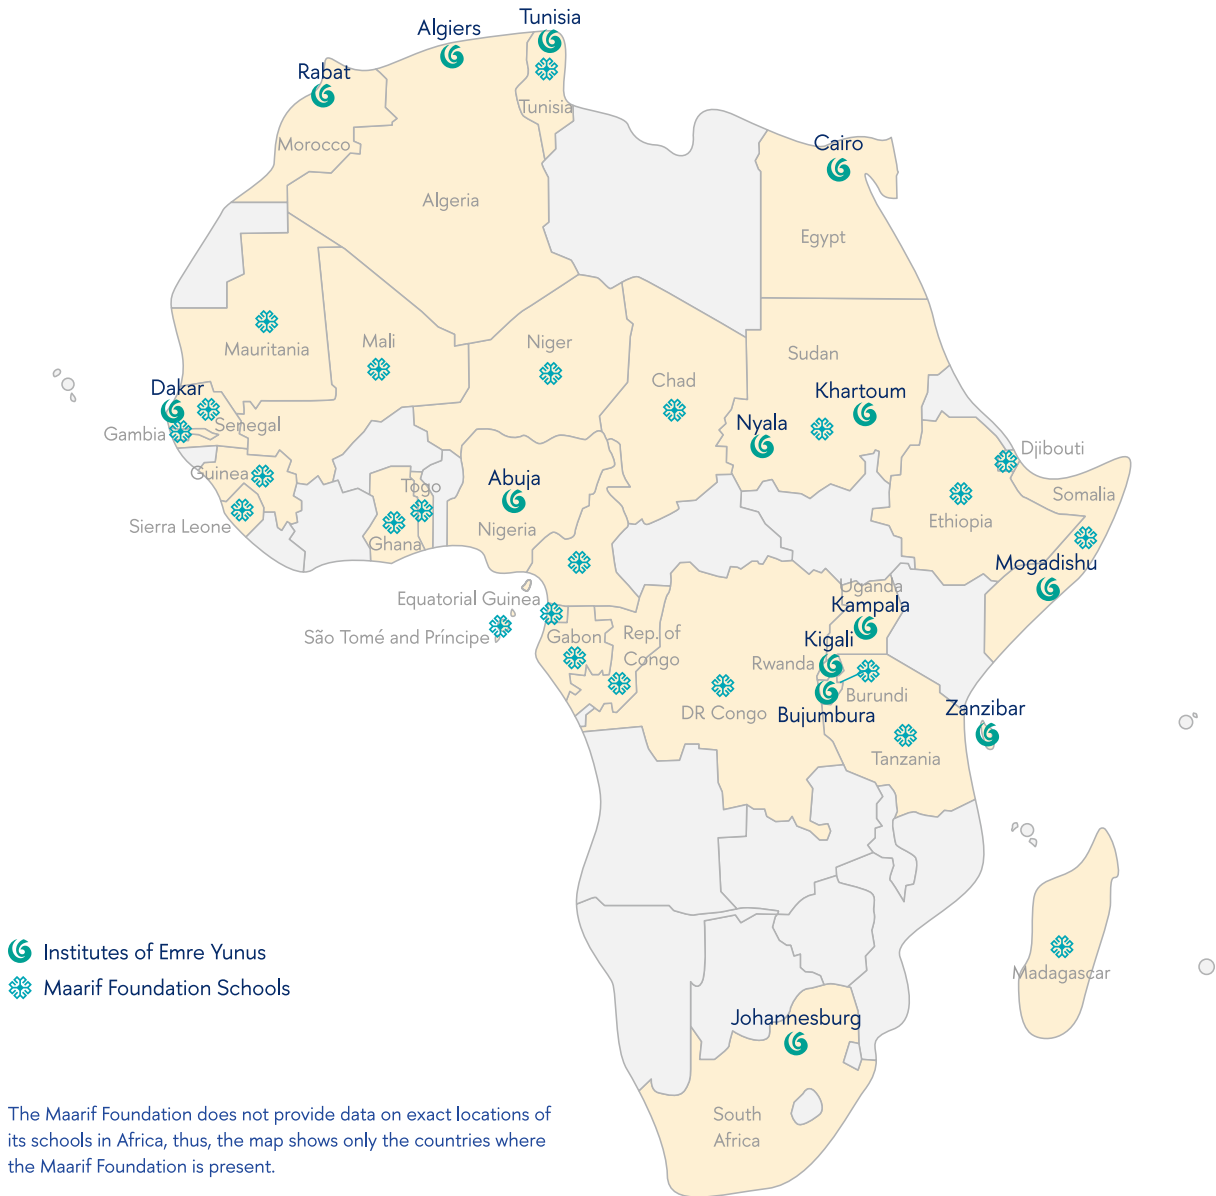 Tunisia
Algiers
Rabat
Tunisia
Morocco
Cairo
Algeria
Egypt
Mauritania
Mali
Niger
Sudan
Chad
Dakar
Khartoum
Nyala
Senegal
Gambia
Djibouti
Guinea
Abuja
Togo
Somalia
Sierra Leone
Nigeria
Ethiopia
Ghana
Mogadishu
Uganda
Equatorial Guinea
Kampala
São Tomé and Príncipe
Gabon
Rep. of
Congo
Kigali
Rwanda
Burundi
DR Congo
Bujumbura
Zanzibar
Tanzania
Institutes of Emre Yunus
Maarif Foundation Schools
Madagascar
Johannesburg
South
Africa
The Maarif Foundation does not provide data on exact locations of
its schools in Africa, thus, the map shows only the countries where
the Maarif Foundation is present.